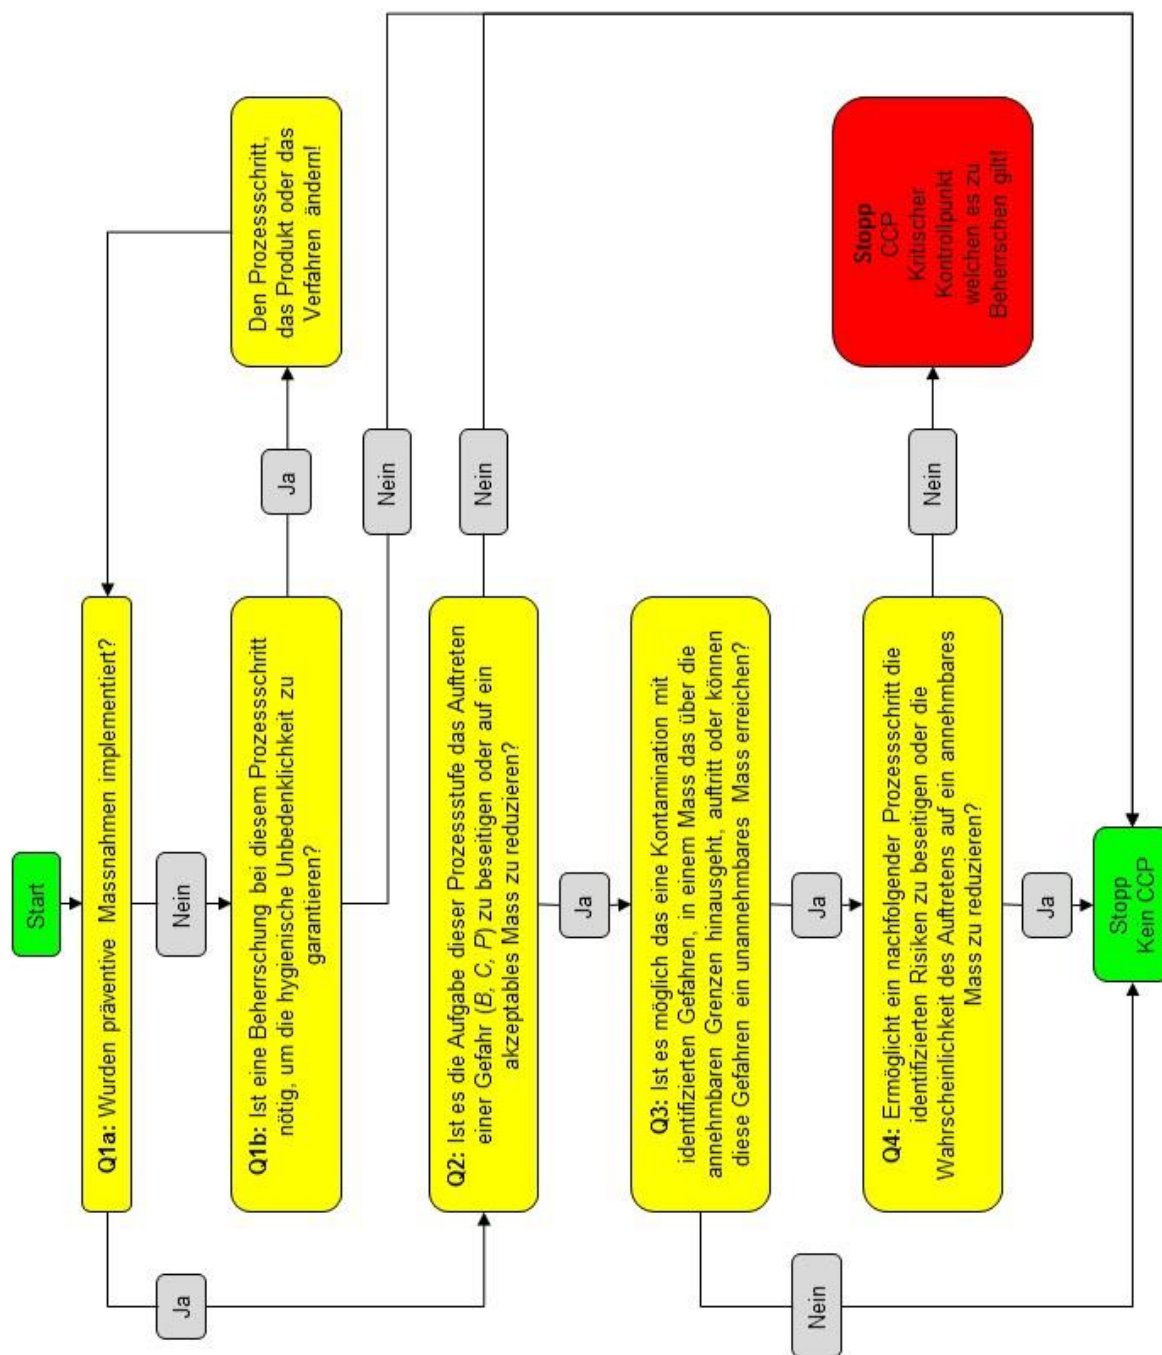 Start
Q1a: Wurden präventive Massnahmen implementiert?
Ja
Nein
Q1b: Ist eine Beherrschung bei diesem Prozessschritt
nötig, um die hygienische Unbedenklichkeit zu
garantieren?
Ja
Den Prozessschritt,
das Produkt oder das
Verfahren ändern!
Nein
Q2: Ist es die Aufgabe dieser Prozessstufe das Auftreten
einer Gefahr (B, C, P) zu beseitigen oder auf ein
akzeptables Mass zu reduzieren?
Nein
Ja
Q3: Ist es möglich das eine Kontamination mit
identifizierten Gefahren, in einem Mass das über die
annehmbaren Grenzen hinausgeht, auftritt oder können
diese Gefahren ein unannehmbares Mass erreichen?
Nein
Ja
Q4: Ermöglicht ein nachfolgender Prozessschritt die
identifizierten Risiken zu beseitigen oder die
Wahrscheinlichkeit des Auftretens auf ein annehmbares
Mass zu reduzieren?
Nein
Stopp
CCP
Kritischer
Kontrollpunkt
welchen es zu
Beherrschen gilt!
Ja
Stopp
Kein CCP